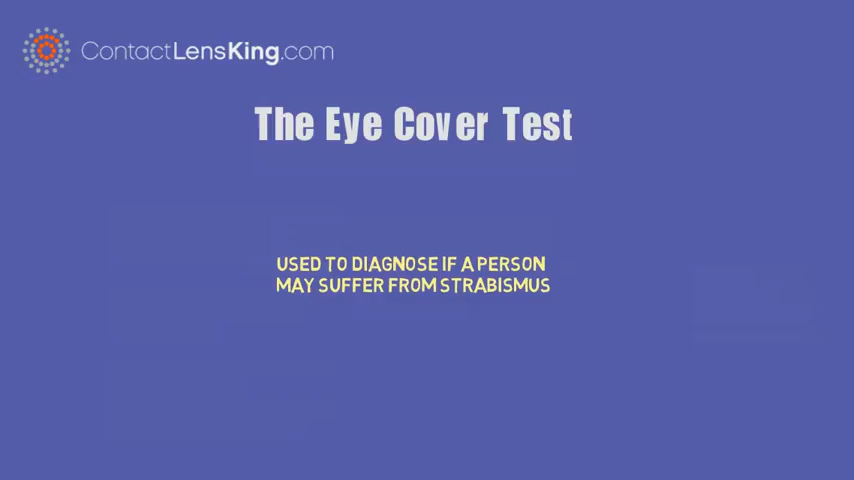 ContactLensKing.com
The Eye Cover Test
USED TO DIAGNOSE IF A PERSON
MAY SUFFER FROM STRABISMUS